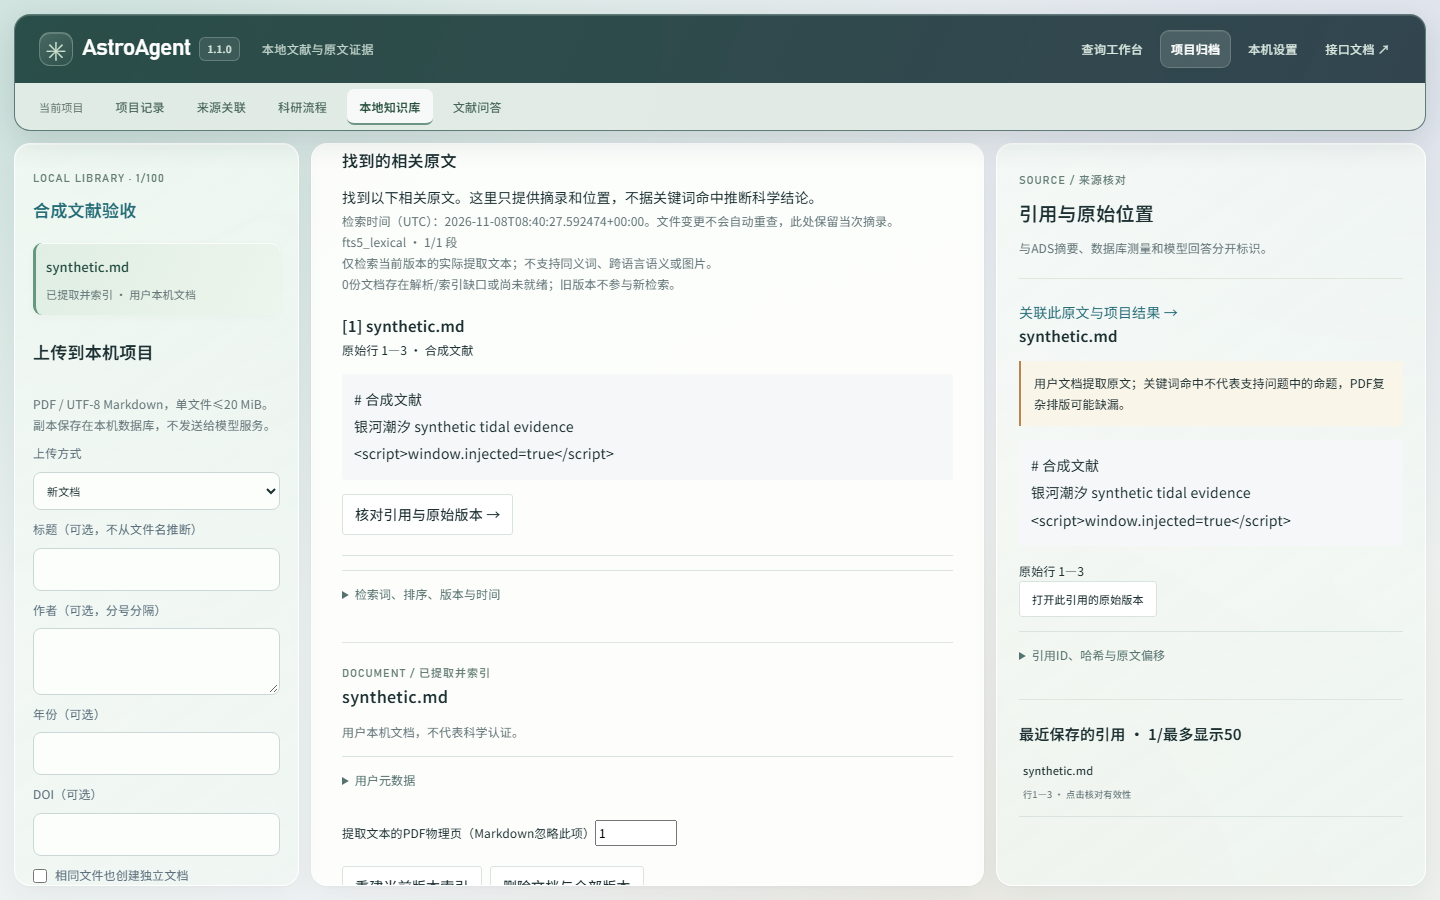 AstroAgent 1.1.0 本地文献与原文证据 查询工作台 项目归档 本机设置 接口文档 ↗
当前项目 项目记录 来源关联 科研流程 本地知识库 文献问答
LOCAL LIBRARY · 1/100
合成文献验收
synthetic.md
已提取并索引 · 用户本机文档
上传到本机项目
PDF / UTF-8 Markdown，单文件≤20 MiB。
副本保存在本机数据库，不发送给模型服务。
上传方式
新文档
标题（可选，不从文件名推断）
作者（可选，分号分隔）
年份（可选）
DOI（可选）
相同文件也创建独立文档
找到的相关原文
找到以下相关原文。这里只提供摘录和位置，不据关键词命中推断科学结论。
检索时间（UTC）：2026-11-08T08:40:27.592474+00:00。文件变更不会自动重查，此处保留当次摘录。
fts5_lexical · 1/1 段
仅检索当前版本的实际提取文本；不支持同义词、跨语言语义或图片。
0份文档存在解析/索引缺口或尚未就绪；旧版本不参与新检索。
[1] synthetic.md
原始行 1—3 · 合成文献
# 合成文献
银河潮汐 synthetic tidal evidence
<script>window.injected=true</script>
核对引用与原始版本 →
▶ 检索词、排序、版本与时间
DOCUMENT / 已提取并索引
synthetic.md
用户本机文档，不代表科学认证。
▶ 用户元数据
提取文本的PDF物理页（Markdown忽略此项） 1
重建当前版本索引 删除文档与全部版本
SOURCE / 来源核对
引用与原始位置
与ADS摘要、数据库测量和模型回答分开标识。
关联此原文与项目结果 →
synthetic.md
用户文档提取原文；关键词命中不代表支持问题中的命题，PDF复
杂排版可能缺漏。
# 合成文献
银河潮汐 synthetic tidal evidence
<script>window.injected=true</script>
原始行 1—3
打开此引用的原始版本
▶ 引用ID、哈希与原文偏移
最近保存的引用 · 1/最多显示50
synthetic.md
行1—3 · 点击核对有效性